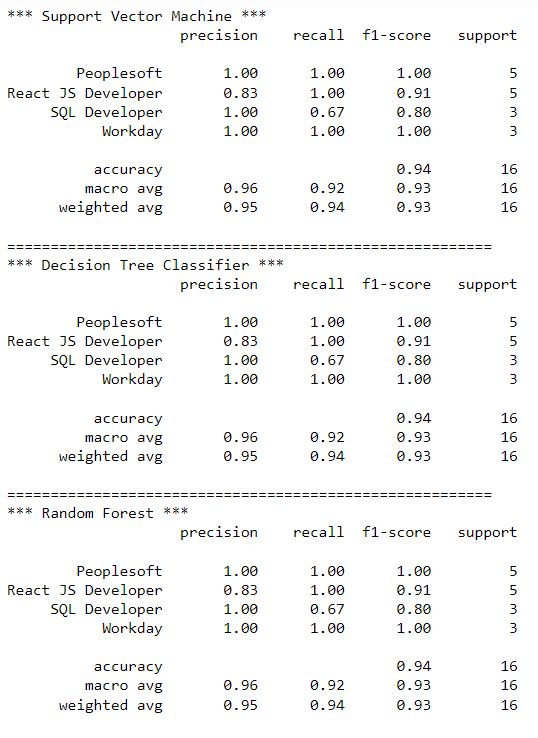 *** Support Vector Machine ***
precision recall f1-score support
Peoplesoft 1.00 1.00 1.00 5
React JS Developer 0.83 1.00 0.91 5
SQL Developer 1.00 0.67 0.80 3
Workday 1.00 1.00 1.00 3
accuracy 0.94 16
macro avg 0.96 0.92 0.93 16
weighted avg 0.95 0.94 0.93 16
========================================================
*** Decision Tree Classifier ***
precision recall f1-score support
Peoplesoft 1.00 1.00 1.00 5
React JS Developer 0.83 1.00 0.91 5
SQL Developer 1.00 0.67 0.80 3
Workday 1.00 1.00 1.00 3
accuracy 0.94 16
macro avg 0.96 0.92 0.93 16
weighted avg 0.95 0.94 0.93 16
========================================================
*** Random Forest ***
precision recall f1-score support
Peoplesoft 1.00 1.00 1.00 5
React JS Developer 0.83 1.00 0.91 5
SQL Developer 1.00 0.67 0.80 3
Workday 1.00 1.00 1.00 3
accuracy 0.94 16
macro avg 0.96 0.92 0.93 16
weighted avg 0.95 0.94 0.93 16